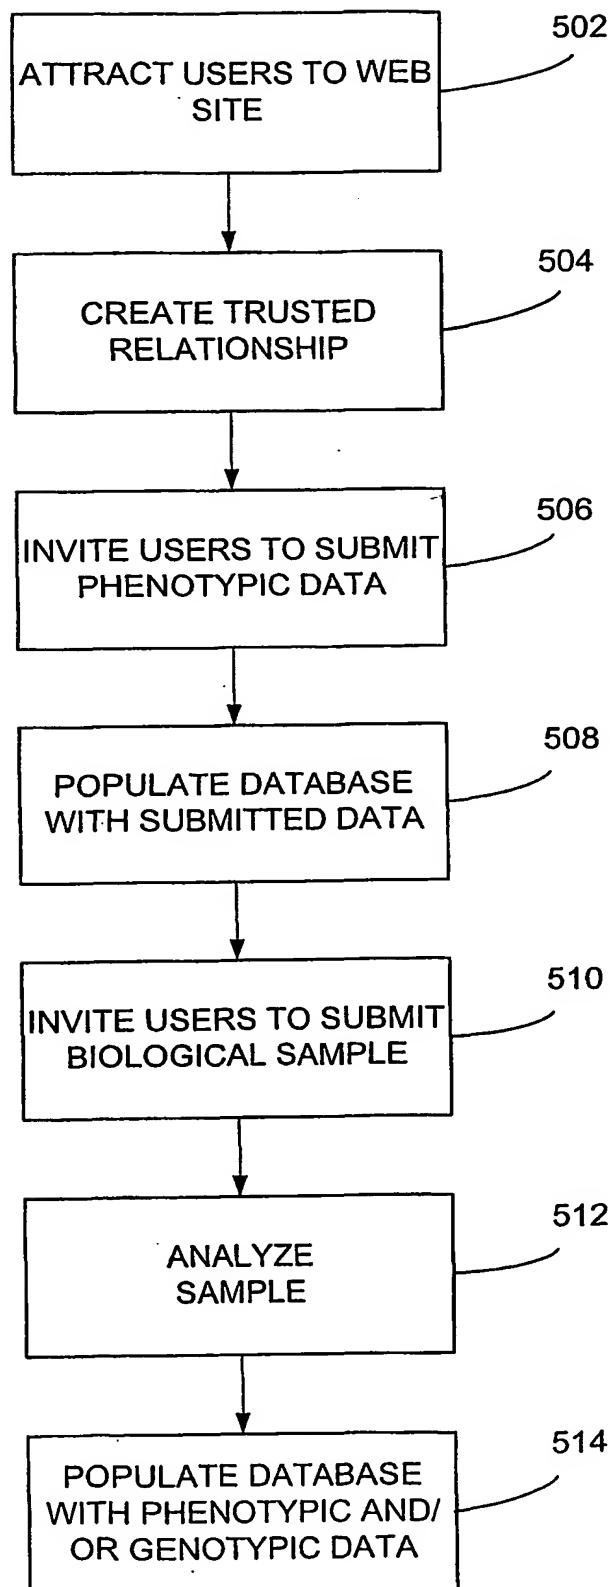 502
ATTRACT USERS TO WEB
SITE
504
CREATE TRUSTED
RELATIONSHIP
506
INVITE USERS TO SUBMIT
PHENOTYPIC DATA
508
POPULATE DATABASE
WITH SUBMITTED DATA
510
INVITE USERS TO SUBMIT
BIOLOGICAL SAMPLE
512
ANALYZE
SAMPLE
514
POPULATE DATABASE
WITH PHENOTYPIC AND/
OR GENOTYPIC DATA